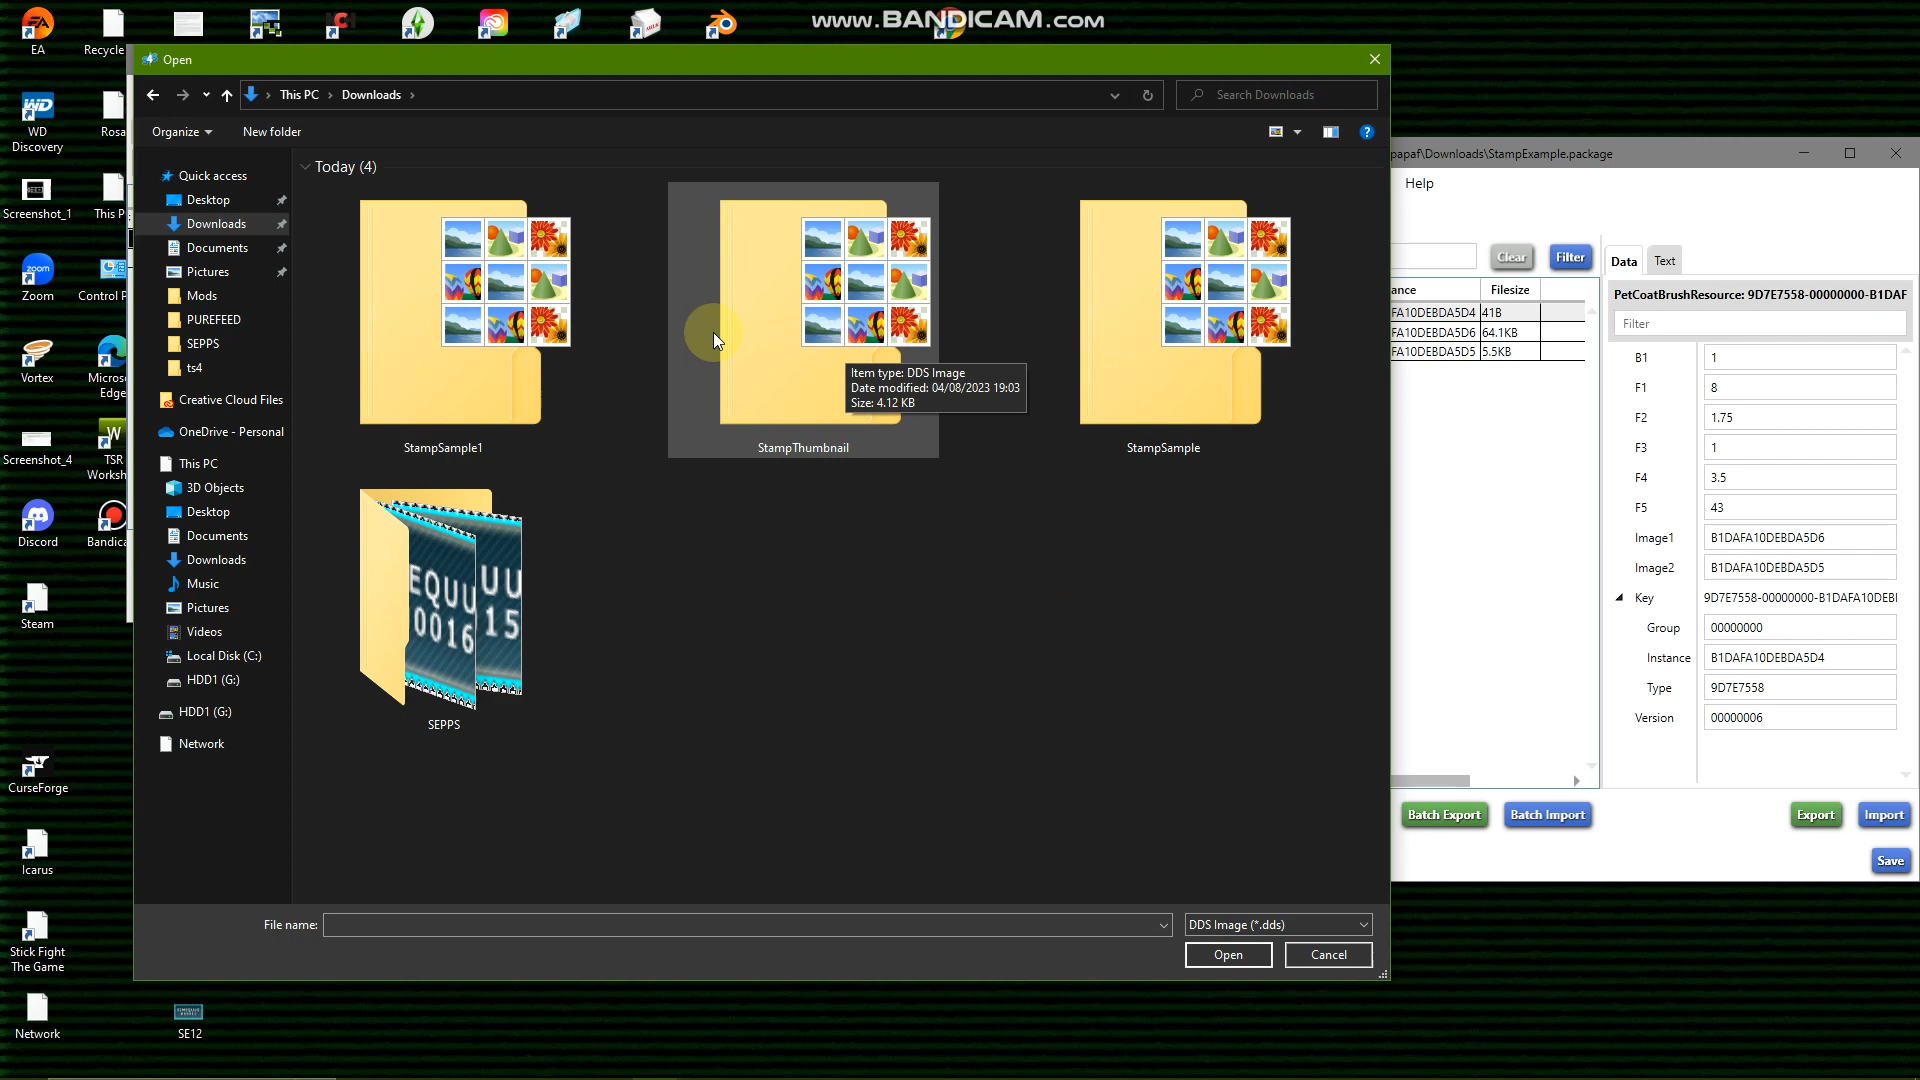 www.BANDICAM.com
EA
Recycle
Open
This PC
Downloads
Search Downloads
Organize
New folder
Today (4)
WD
Discovery
Rosa
Screenshot_1
This P
Zoom
Control P
Vortex
Micros
Edge
Screenshot_4
TSR
Worksh
Discord
Bandica
Steam
CurseForge
Icarus
Stick Fight
The Game
Network
SE12
Quick access
Desktop
Downloads
Documents
Pictures
Mods
PUREFEED
SEPPS
ts4
Creative Cloud Files
OneDrive - Personal
This PC
3D Objects
Desktop
Documents
Downloads
Music
Pictures
Videos
Local Disk (C:)
HDD1 (G:)
HDD1 (G:)
Network
StampSample1
StampThumbnail
StampSample
Item type: DDS Image
Date modified: 04/08/2023 19:03
Size: 4.12 KB
EQUU
0016
UU
15
SEPPS
File name:
DDS Image (*.dds)
Open
Cancel
papaf\Downloads\StampExample.package
Help
Clear
Filter
ance
Filesize
FA10DEBDA5D4 41B
FA10DEBDA5D6 64.1KB
FA10DEBDA5D5 5.5KB
Data
Text
PetCoatBrushResource: 9D7E7558-00000000-B1DAF
Filter
B1 1
F1 8
F2 1.75
F3 1
F4 3.5
F5 43
Image1 B1DAFA10DEBDA5D6
Image2 B1DAFA10DEBDA5D5
Key 9D7E7558-00000000-B1DAFA10DEBI
Group 00000000
Instance B1DAFA10DEBDA5D4
Type 9D7E7558
Version 00000006
Batch Export
Batch Import
Export
Import
Save